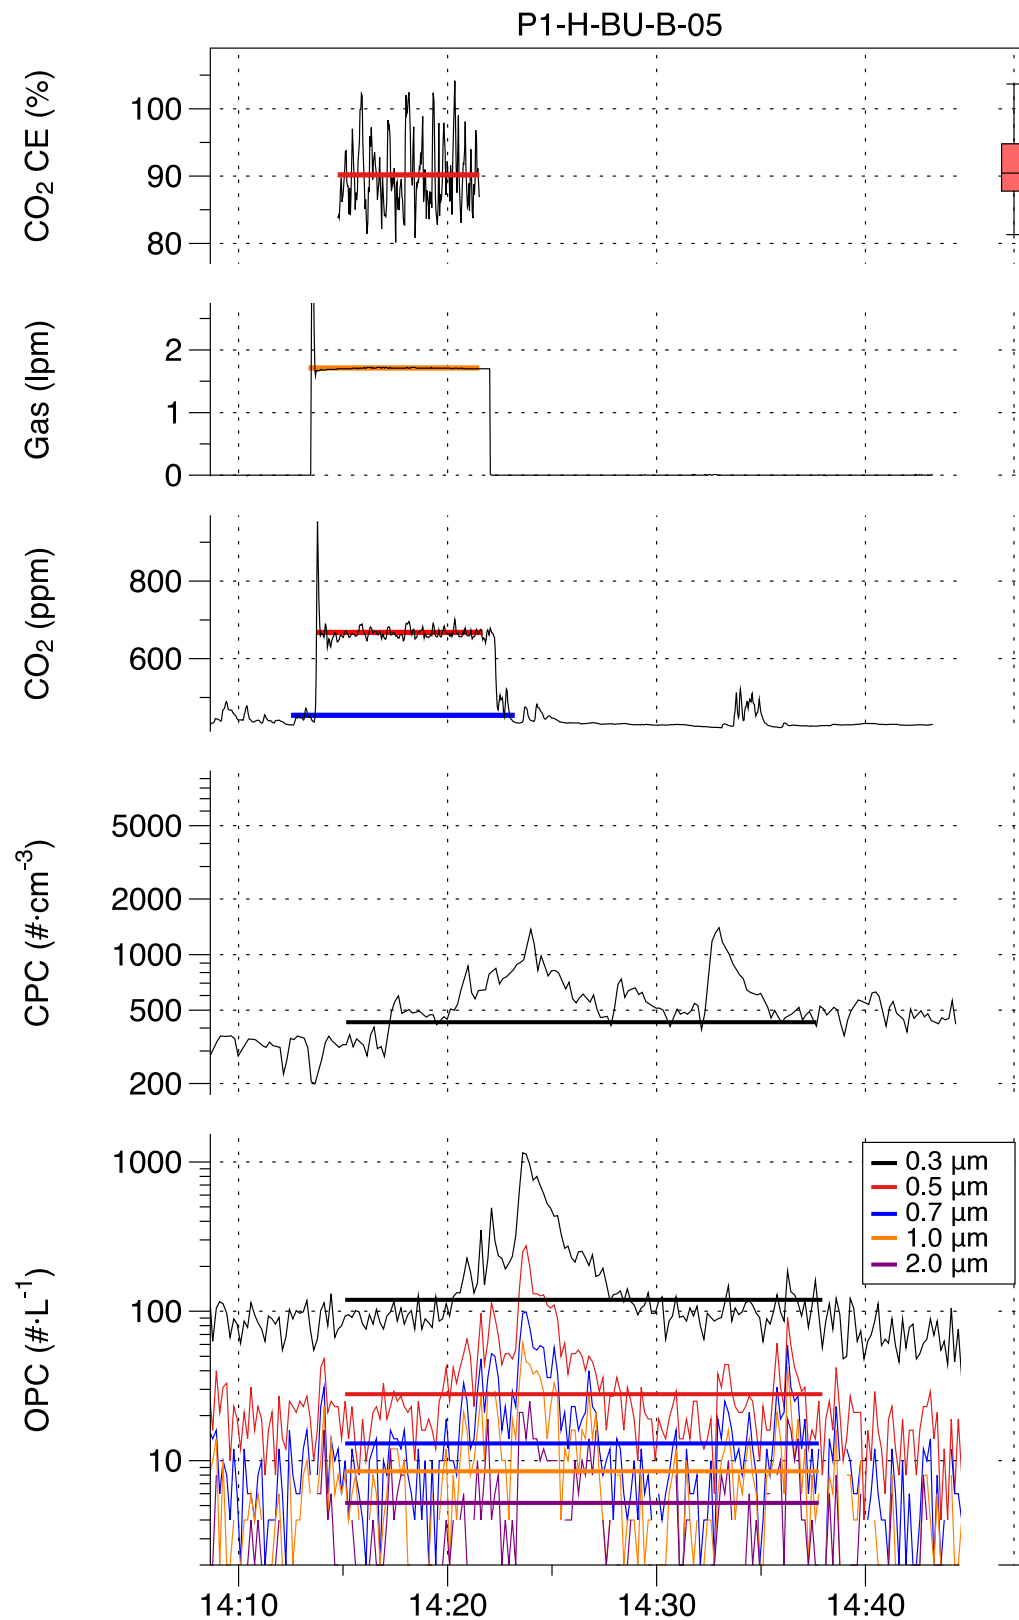 P1-H-BU-B-05
CO₂ CE (%)
100
90
80
Gas (lpm)
2
1
0
CO₂ (ppm)
800
600
CPC (#·cm⁻³)
5000
2000
1000
500
200
OPC (#·L⁻¹)
1000
100
10
0.3 µm
0.5 µm
0.7 µm
1.0 µm
2.0 µm
14:10 14:20 14:30 14:40